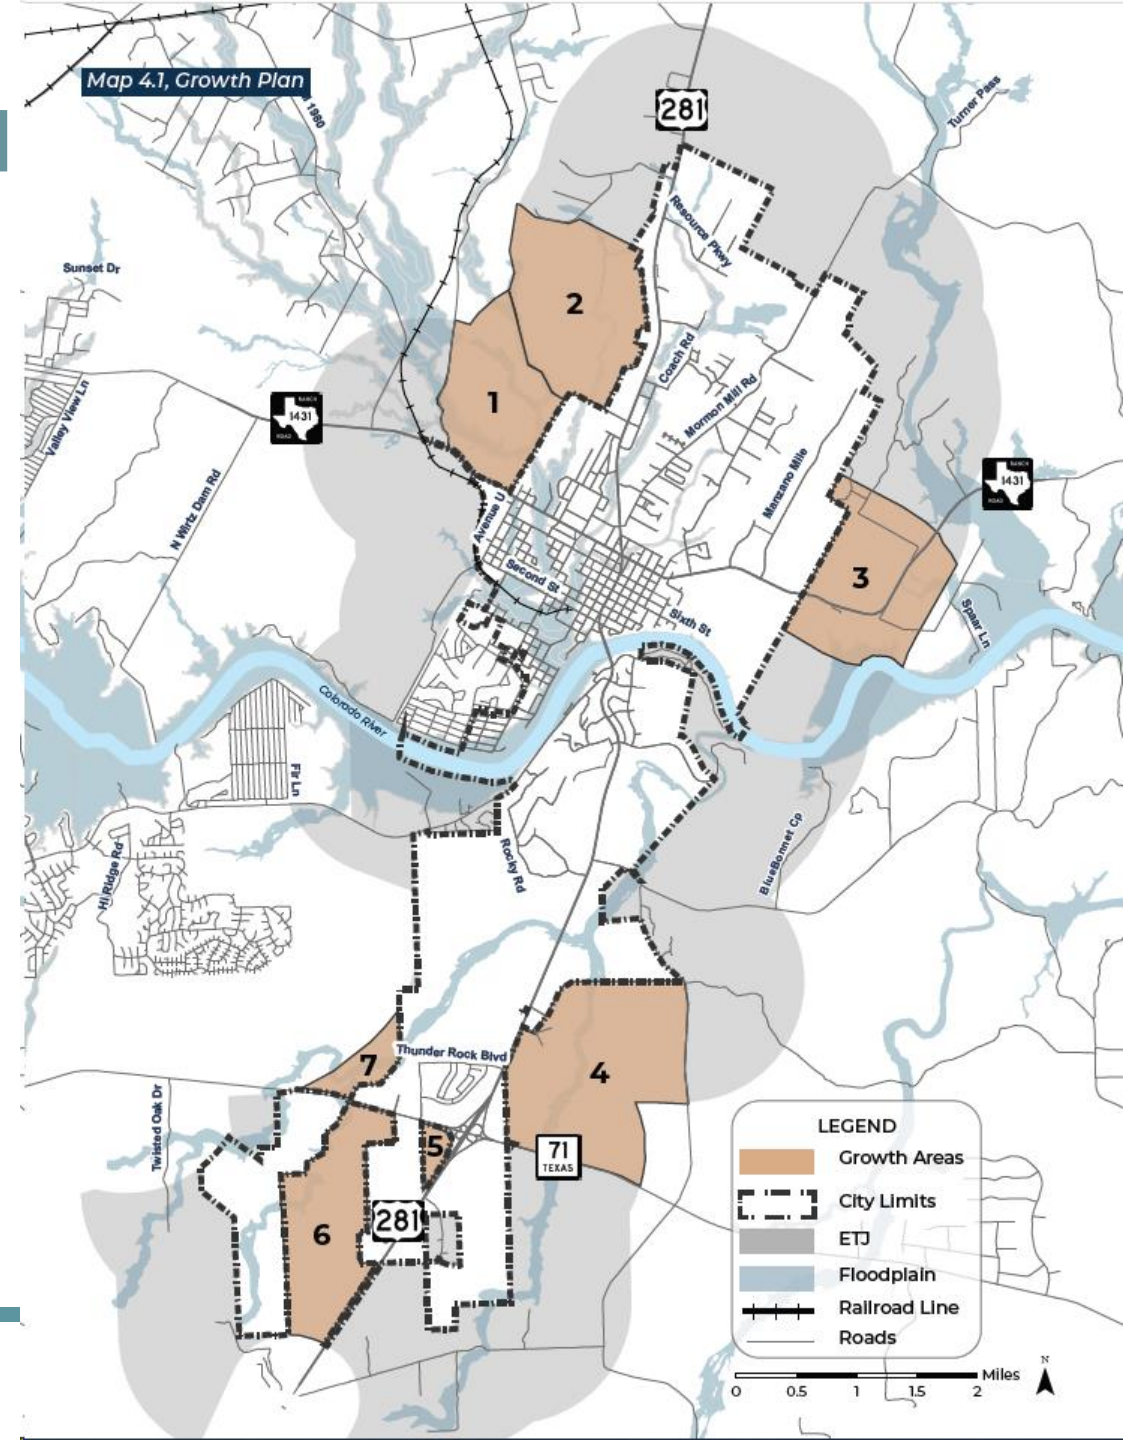 Map 4.1, Growth Plan
1980
281
Turner Pass
Resource Pkwy
Sunset Dr
2
Coach Rd
Valley View Ln
RANCH
1431
ROAD
1
Mormon Mill Rd
N Wirtz Dam Rd
Manzano Mile
RANCH
1431
ROAD
Avenue U
Second St
3
Sixth St
Spaar Ln
Colorado River
Fir Ln
Hi Ridge Rd
Rocky Rd
BlueBonnet Cp
7
Thunder Rock Blvd
4
Twisted Oak Dr
5
71
TEXAS
6
281
LEGEND
Growth Areas
City Limits
ETJ
Floodplain
Railroad Line
Roads
N
Miles
0 0.5 1 1.5 2